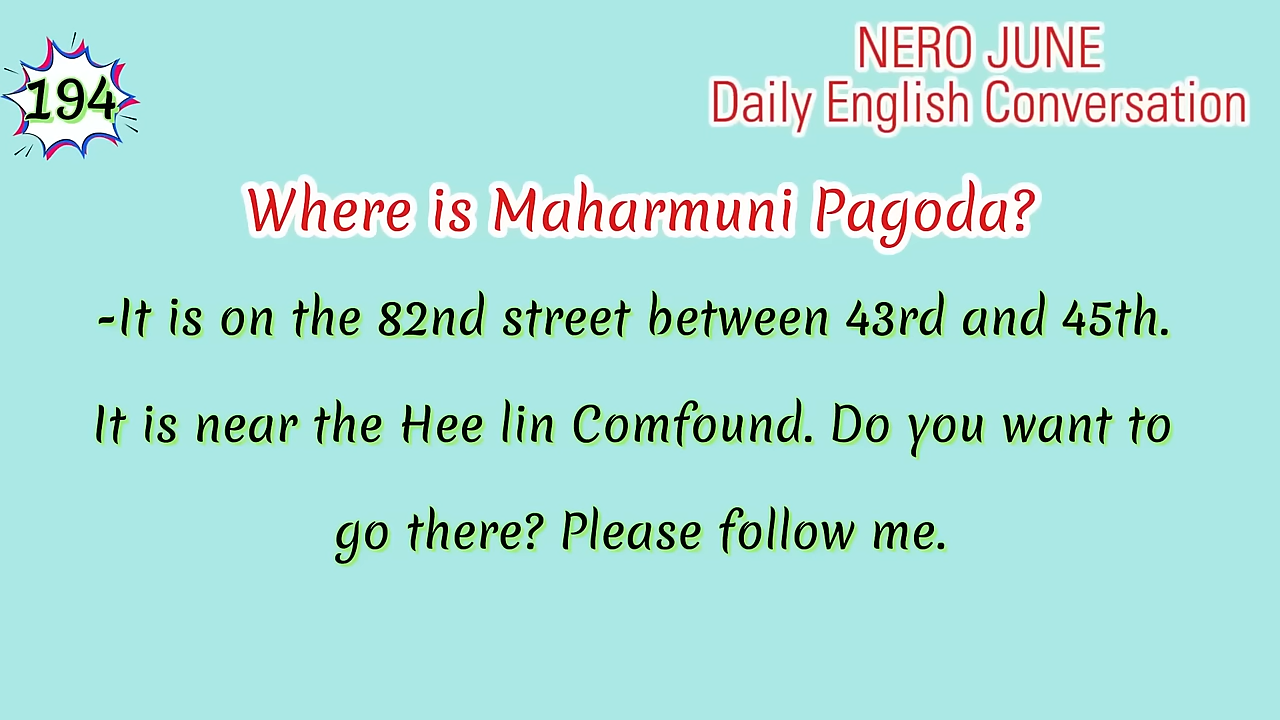 194
NERO JUNE
Daily English Conversation
Where is Maharmuni Pagoda?
-It is on the 82nd street between 43rd and 45th.
It is near the Hee lin Comfound. Do you want to
go there? Please follow me.